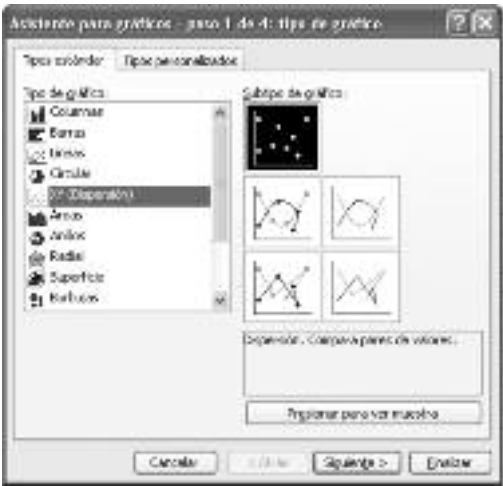 Asistente para gráficos - paso 1 de 4: tipo de gráfico
Tipos estándar Tipos personalizados
Tipo de gráfico:
Columnas
Barras
Líneas
Circular
XY (Dispersión)
Áreas
Anillos
Radial
Superficie
Burbujas
Subtipo de gráfico:
Dispersión. Compara pares de valores.
Presionar para ver muestra
Cancelar
< Atrás
Siguiente >
Finalizar